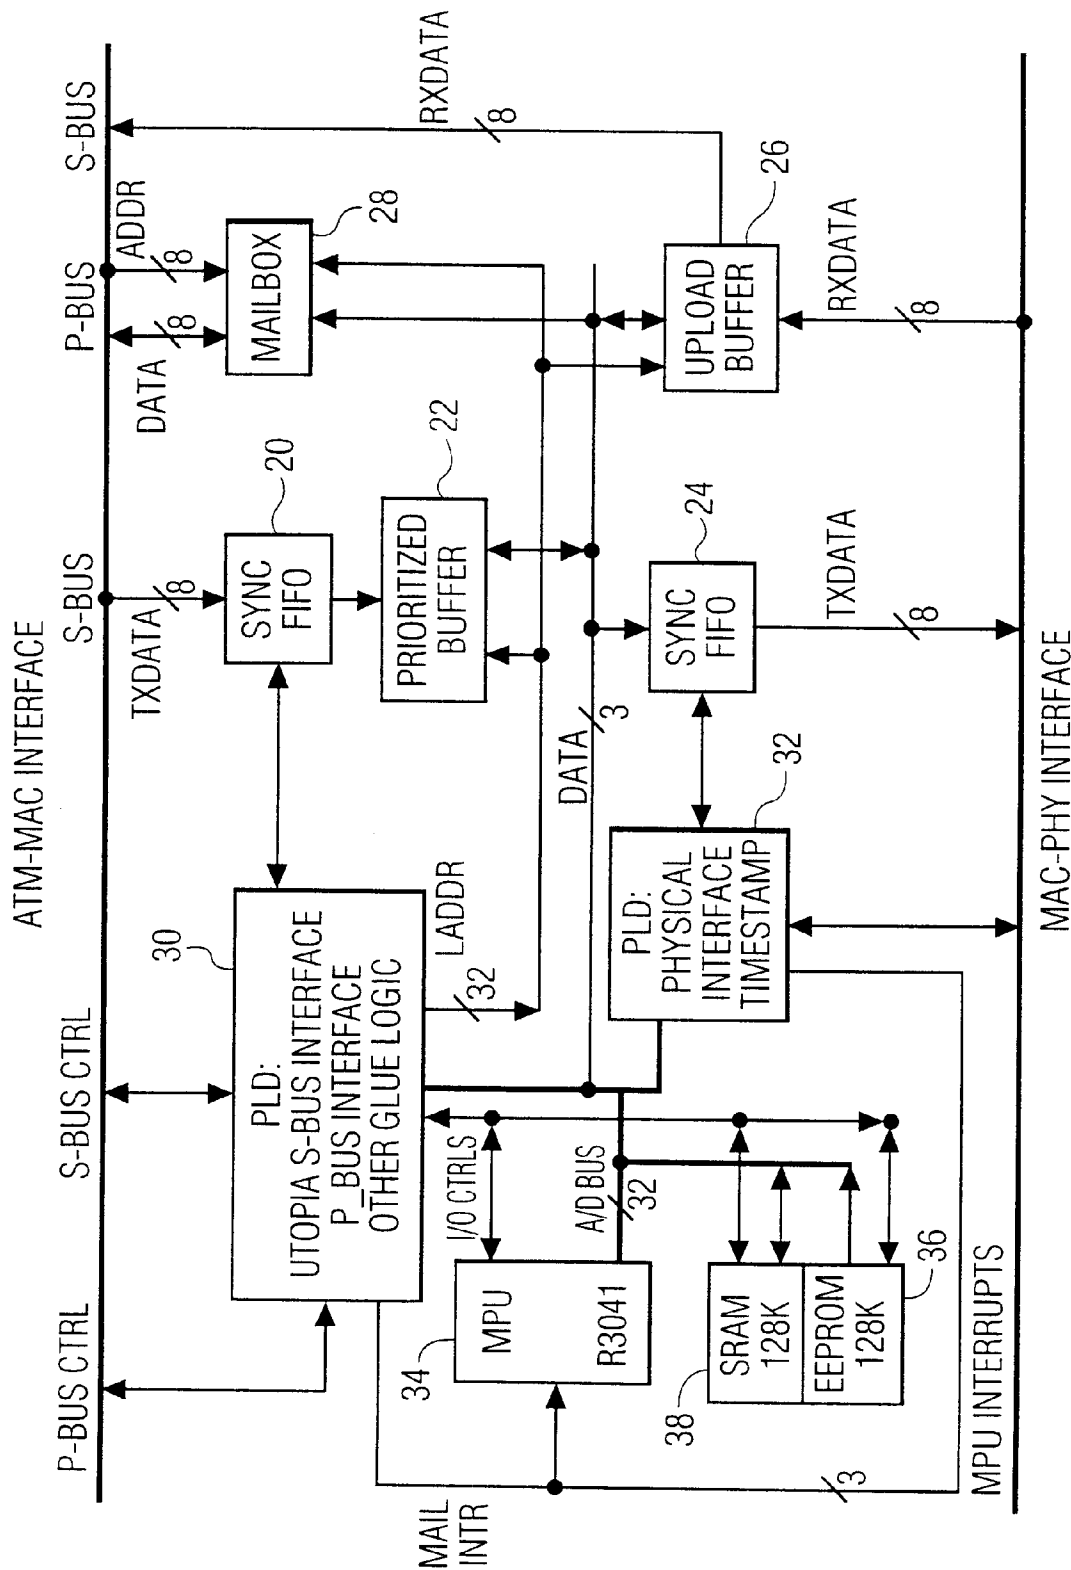 ATM-MAC INTERFACE
P-BUS CTRL
S-BUS CTRL
S-BUS
P-BUS
S-BUS
TXDATA
8
DATA
8
ADDR
8
RXDATA
8
30
PLD:
UTOPIA S-BUS INTERFACE
P_BUS INTERFACE
OTHER GLUE LOGIC
20
SYNC
FIFO
MAILBOX
28
22
PRIORITIZED
BUFFER
MAIL
INTR
LADDR
32
I/O CTRLS
34
MPU
R3041
A/D BUS
32
DATA
3
PLD:
PHYSICAL
INTERFACE
TIMESTAMP
32
SYNC
FIFO
24
UPLOAD
BUFFER
26
38
SRAM
128K
EEPROM
128K
36
3
TXDATA
8
RXDATA
8
MPU INTERRUPTS
MAC-PHY INTERFACE